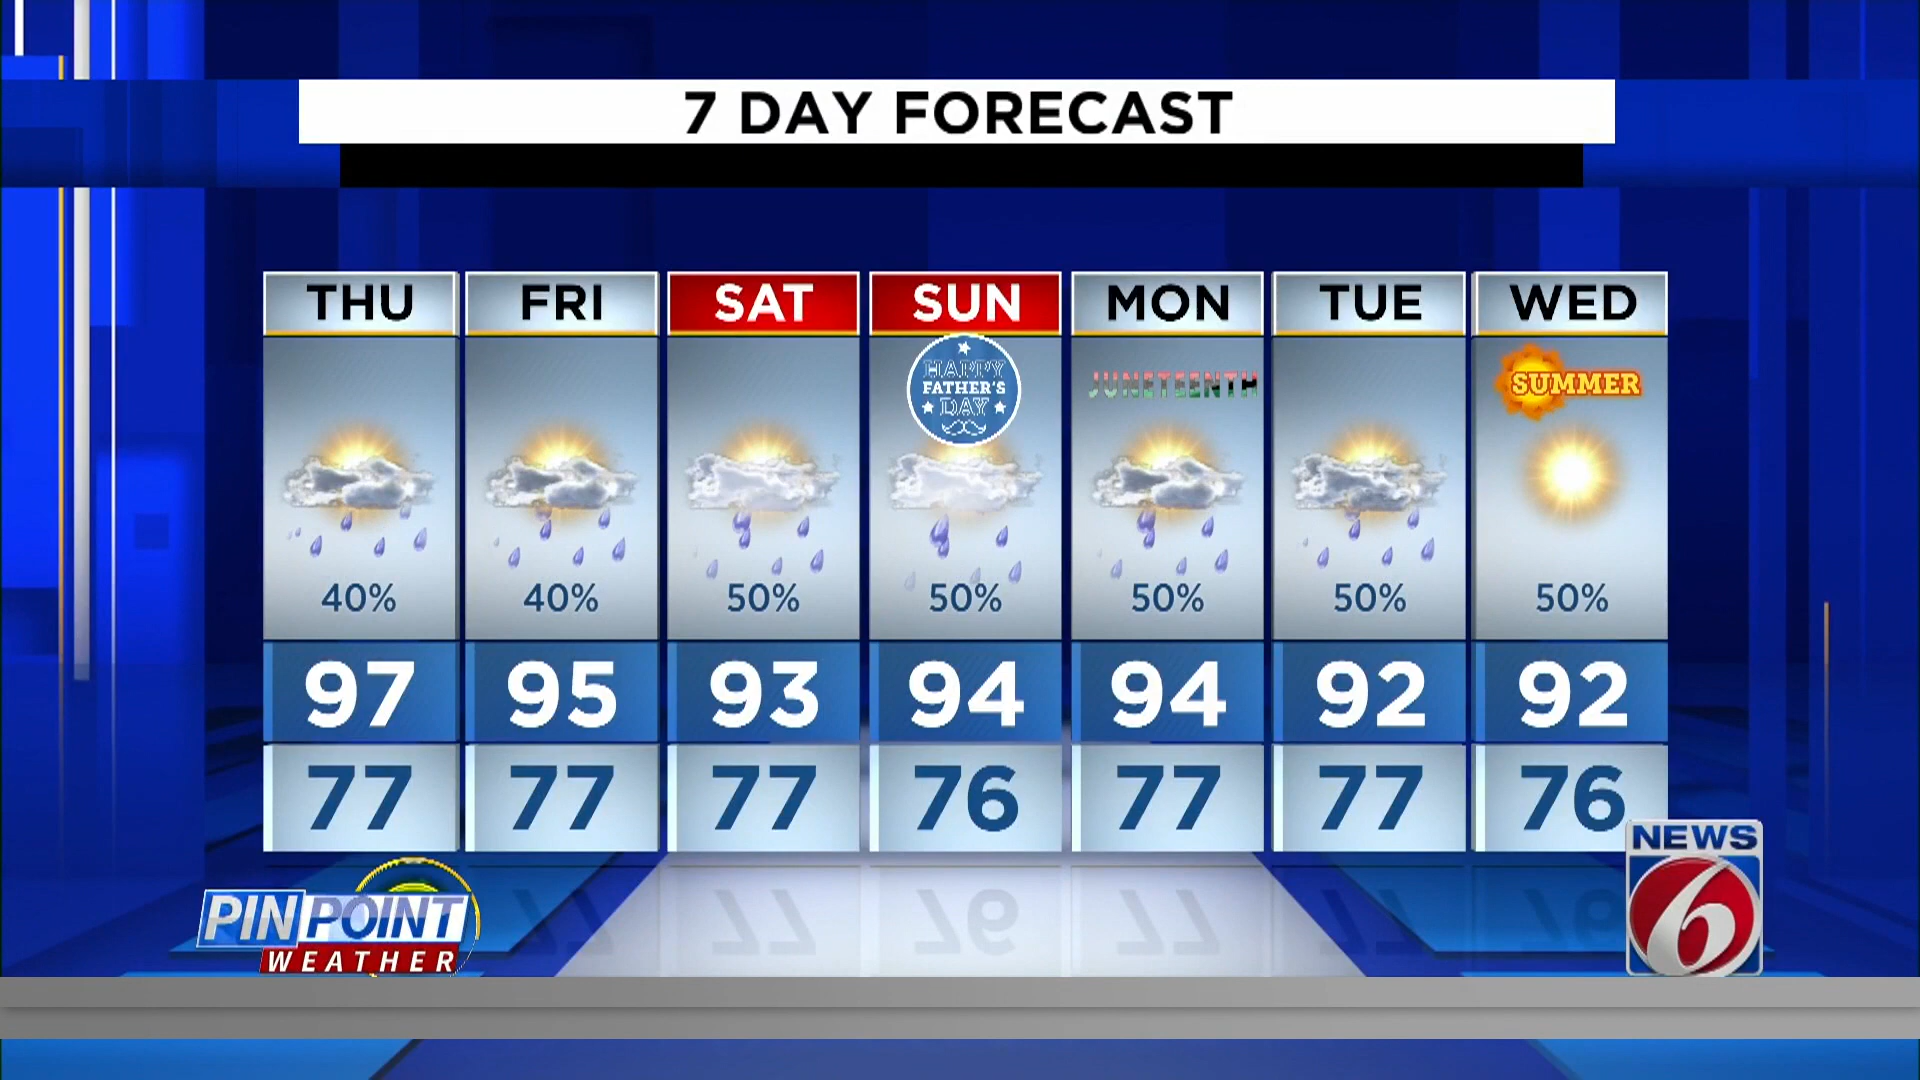 7 DAY FORECAST
THU FRI SAT SUN MON TUE WED
HAPPY
FATHER'S
DAY
JUNETEENTH
SUMMER
40% 40% 50% 50% 50% 50% 50%
97 95 93 94 94 92 92
77 77 77 76 77 77 76
PINPOINT
WEATHER
NEWS
6